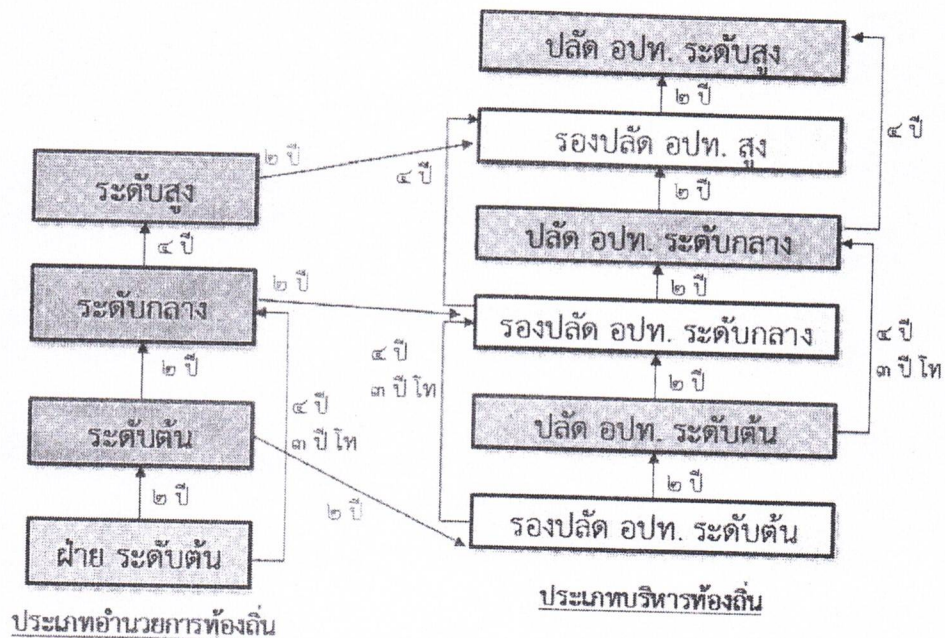 ปลัด อปท. ระดับสูง
๒ ปี
๔ ปี
รองปลัด อปท. สูง
๒ ปี
๔ ปี
ระดับสูง
๒ ปี
ปลัด อปท. ระดับกลาง
๔ ปี
๒ ปี
๒ ปี
ระดับกลาง
รองปลัด อปท. ระดับกลาง
๔ ปี
๓ ปี โท
๔ ปี
๓ ปี โท
๒ ปี
๒ ปี
๔ ปี
๓ ปี โท
ระดับต้น
ปลัด อปท. ระดับต้น
๒ ปี
๒ ปี
๒ ปี
ฝ่าย ระดับต้น
รองปลัด อปท. ระดับต้น
ประเภทอำนวยการท้องถิ่น
ประเภทบริหารท้องถิ่น